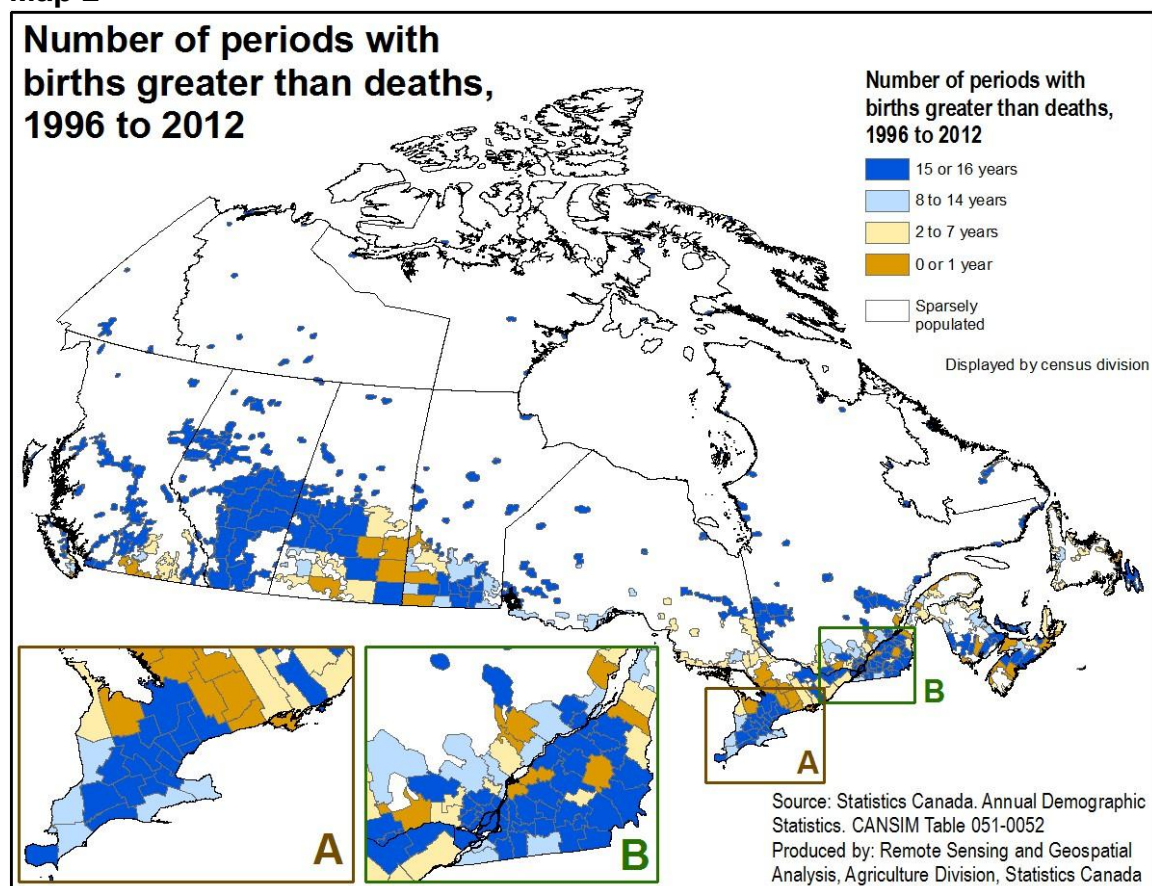 Number of periods with
births greater than deaths,
1996 to 2012
Number of periods with
births greater than deaths,
1996 to 2012
15 or 16 years
8 to 14 years
2 to 7 years
0 or 1 year
Sparsely
populated
Displayed by census division
B
A
A
B
Source: Statistics Canada. Annual Demographic
Statistics. CANSIM Table 051-0052
Produced by: Remote Sensing and Geospatial
Analysis, Agriculture Division, Statistics Canada